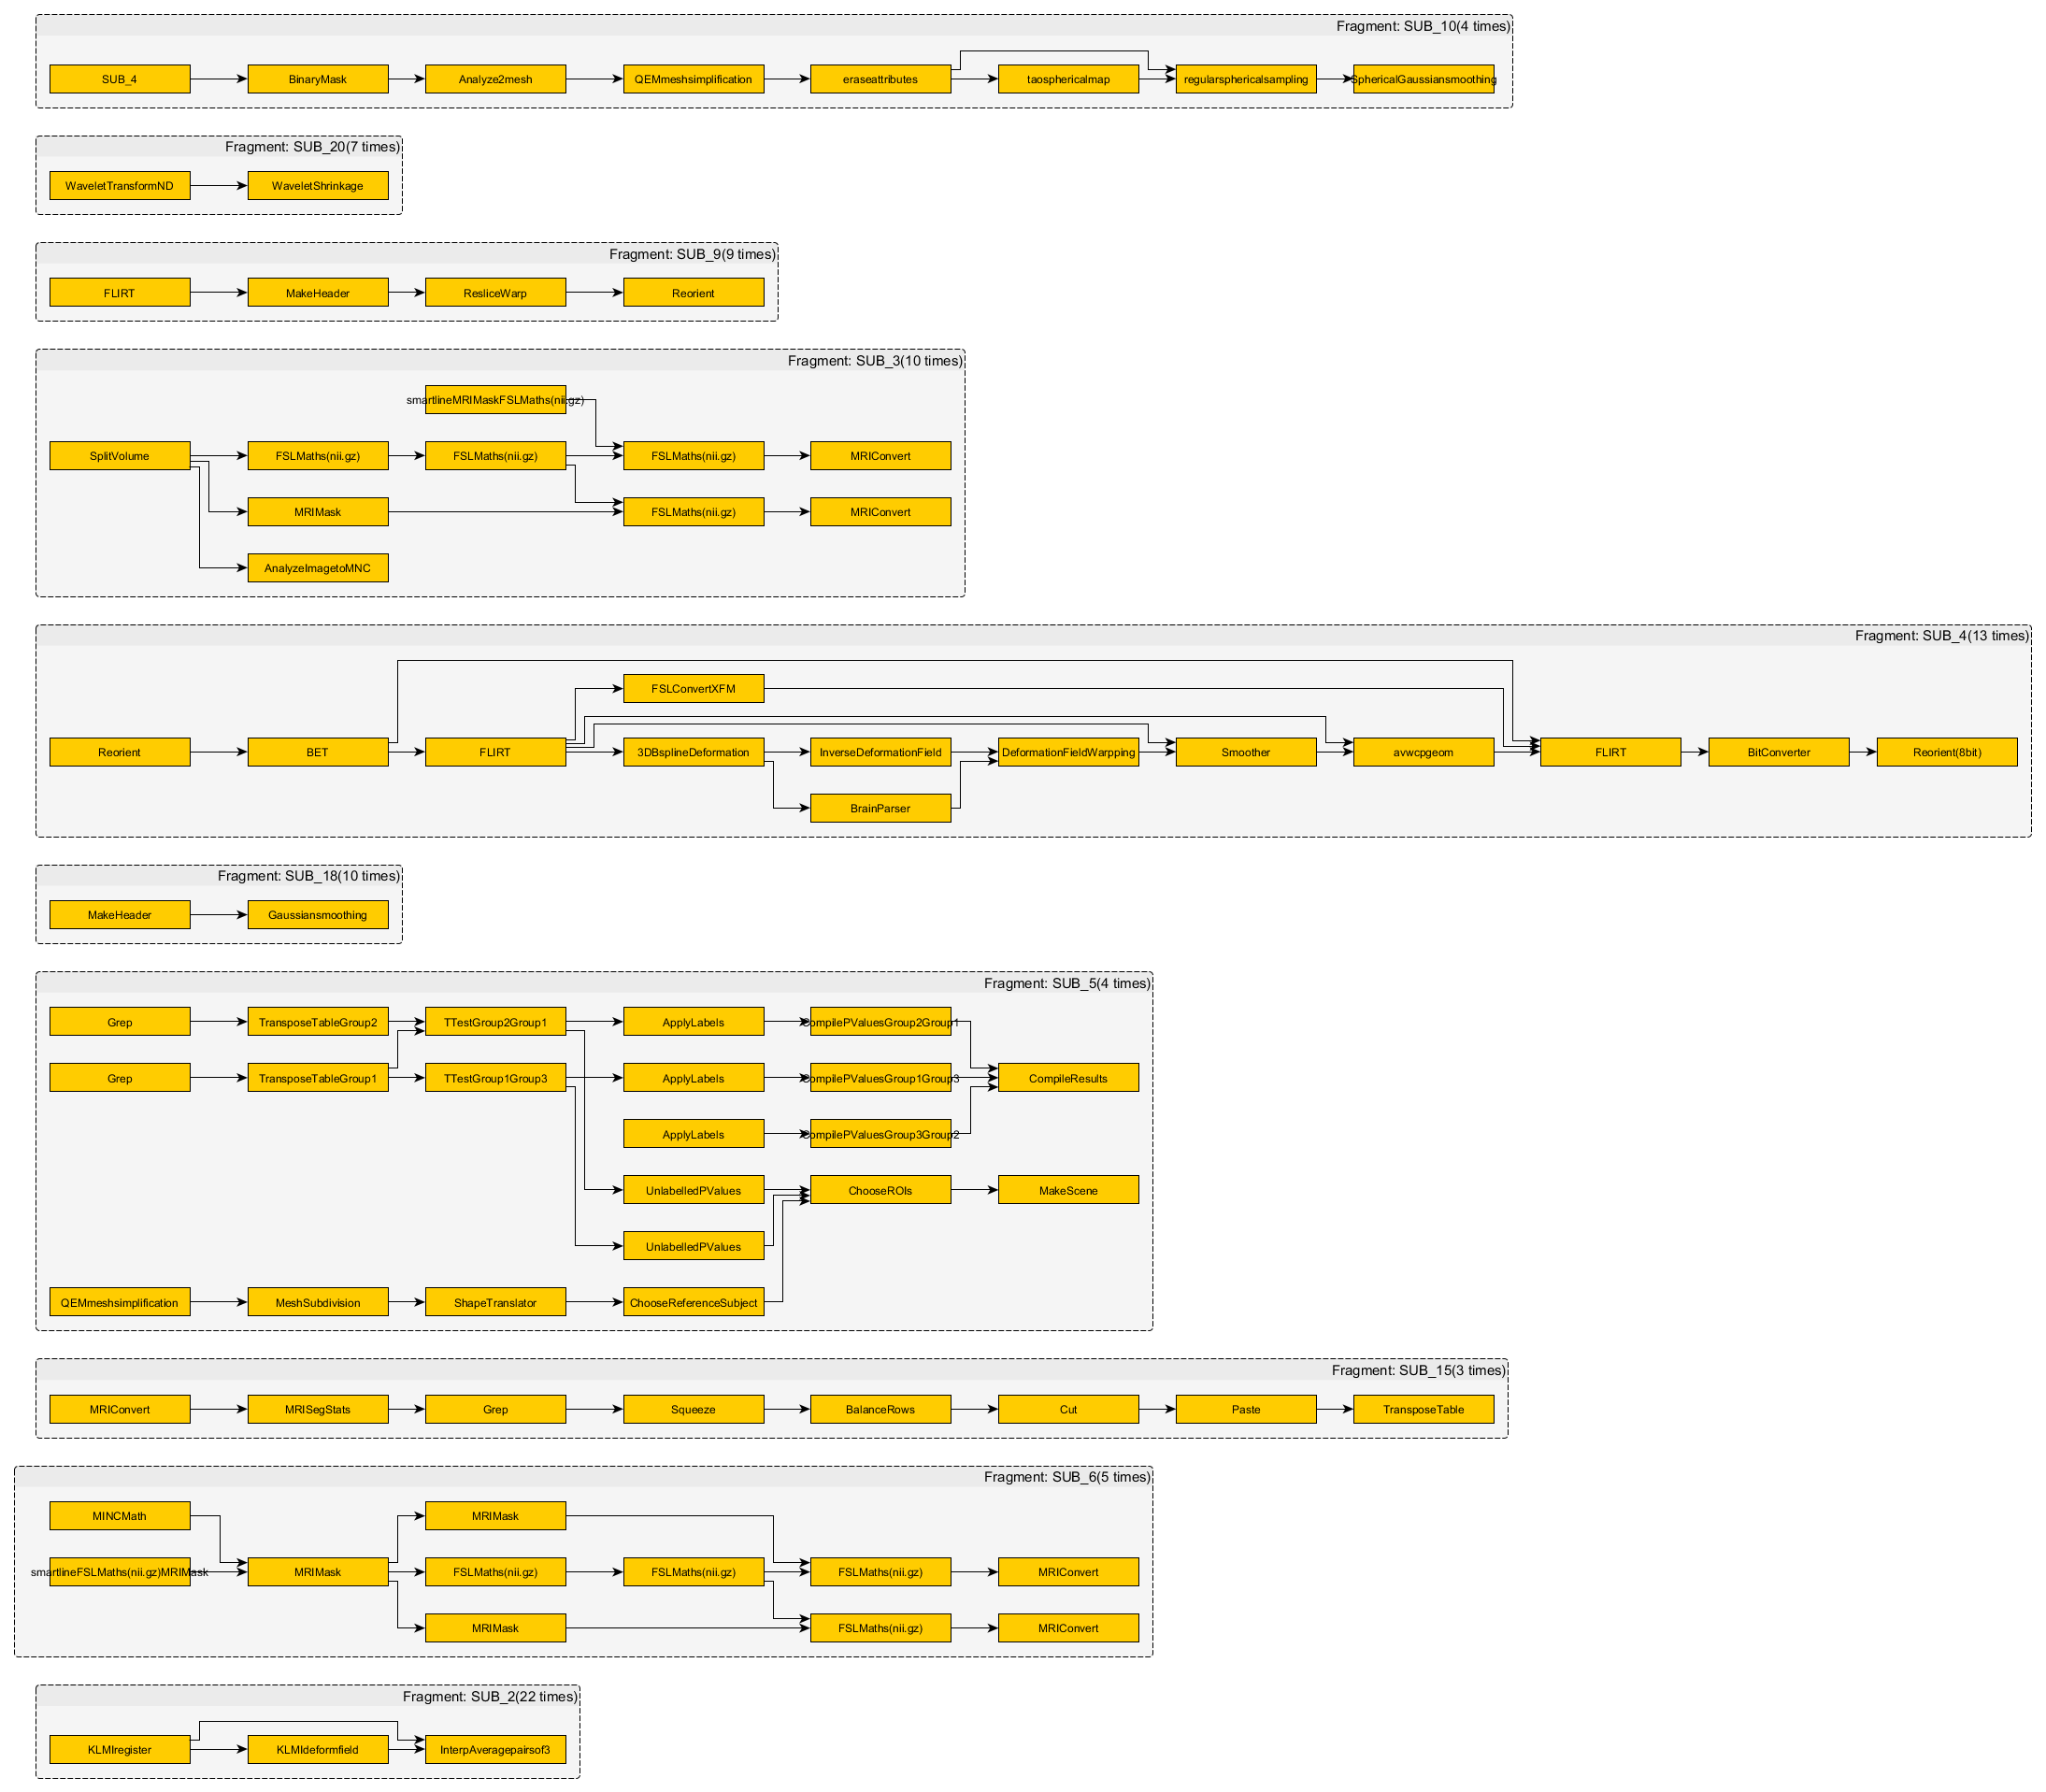 Fragment: SUB_10(4 times)
SUB_4
BinaryMask
Analyze2mesh
QEMmeshsimplification
eraseattributes
taosphericalmap
regularsphericalsampling
SphericalGaussiansmoothing
Fragment: SUB_20(7 times)
WaveletTransformND
WaveletShrinkage
Fragment: SUB_9(9 times)
FLIRT
MakeHeader
ResliceWarp
Reorient
Fragment: SUB_3(10 times)
smartlineMRIMaskFSLMaths(nii.gz)
SplitVolume
FSLMaths(nii.gz)
FSLMaths(nii.gz)
FSLMaths(nii.gz)
MRIConvert
MRIMask
FSLMaths(nii.gz)
MRIConvert
AnalyzeImagetoMNC
Fragment: SUB_4(13 times)
FSLConvertXFM
Reorient
BET
FLIRT
3DBsplineDeformation
InverseDeformationField
DeformationFieldWarpping
Smoother
avwcpgeom
FLIRT
BitConverter
Reorient(8bit)
BrainParser
Fragment: SUB_18(10 times)
MakeHeader
Gaussiansmoothing
Fragment: SUB_5(4 times)
Grep
TransposeTableGroup2
TTestGroup2Group1
ApplyLabels
CompilePValuesGroup2Group1
Grep
TransposeTableGroup1
TTestGroup1Group3
ApplyLabels
CompilePValuesGroup1Group3
CompileResults
ApplyLabels
CompilePValuesGroup3Group2
UnlabelledPValues
ChooseROIs
MakeScene
UnlabelledPValues
QEMmeshsimplification
MeshSubdivision
ShapeTranslator
ChooseReferenceSubject
Fragment: SUB_15(3 times)
MRIConvert
MRISegStats
Grep
Squeeze
BalanceRows
Cut
Paste
TransposeTable
Fragment: SUB_6(5 times)
MINCMath
MRIMask
smartlineFSLMaths(nii.gz)MRIMask
MRIMask
FSLMaths(nii.gz)
FSLMaths(nii.gz)
FSLMaths(nii.gz)
MRIConvert
MRIMask
FSLMaths(nii.gz)
MRIConvert
Fragment: SUB_2(22 times)
KLMIregister
KLMIdeformfield
InterpAveragepairsof3